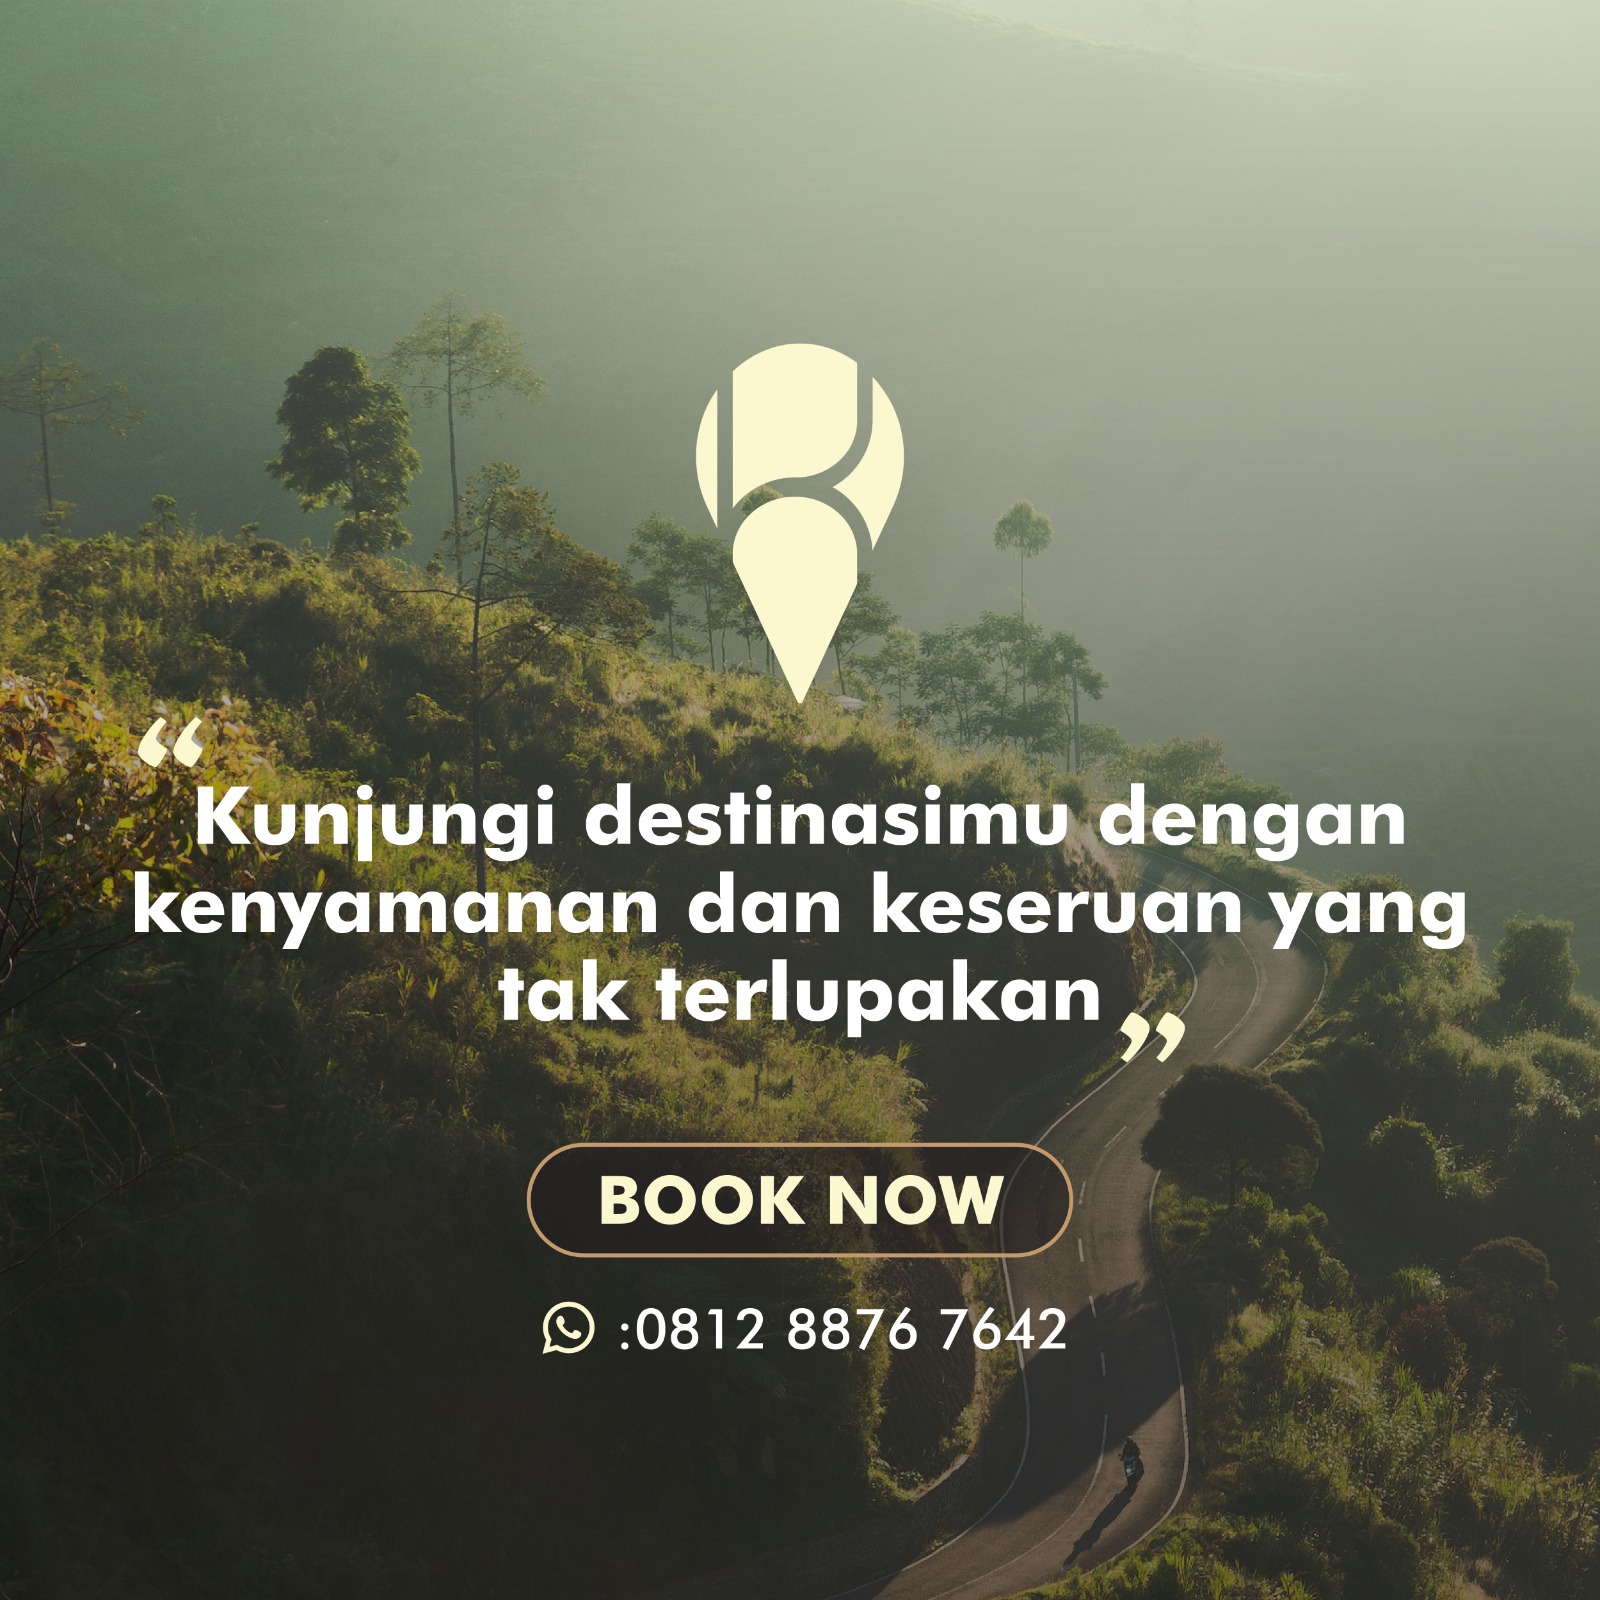 “Kunjungi destinasimu dengan
kenyamanan dan keseruan yang
tak terlupakan”
BOOK NOW
:0812 8876 7642